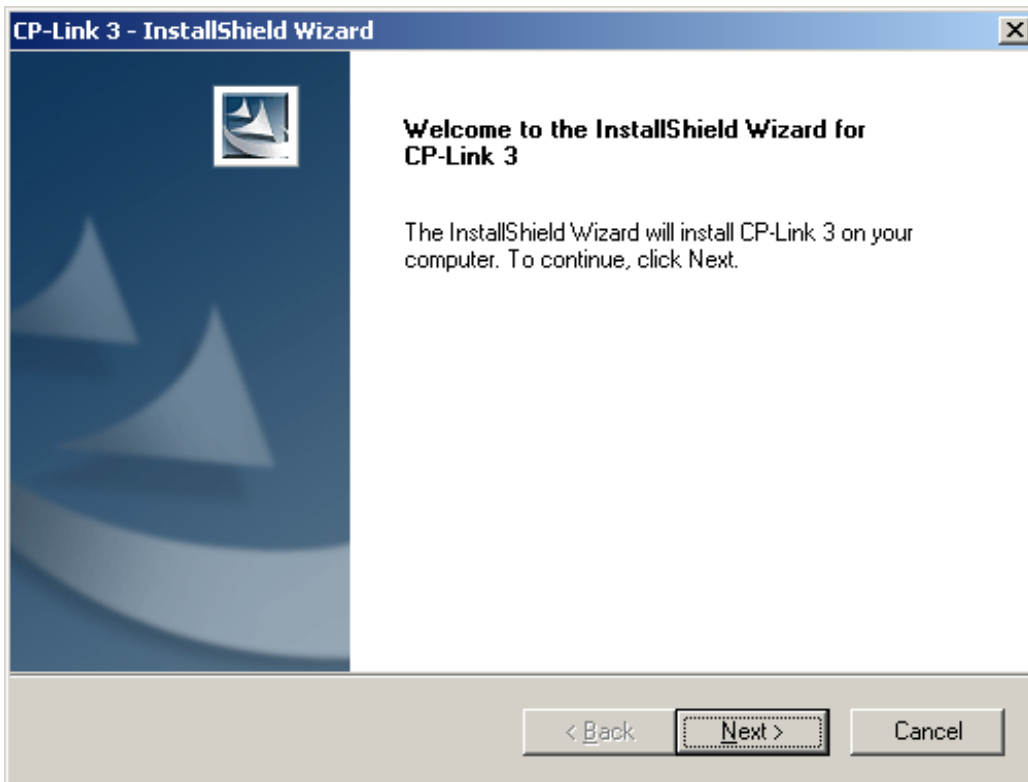 CP-Link 3 - InstallShield Wizard
Welcome to the InstallShield Wizard for
CP-Link 3
The InstallShield Wizard will install CP-Link 3 on your
computer. To continue, click Next.
< Back
Next >
Cancel